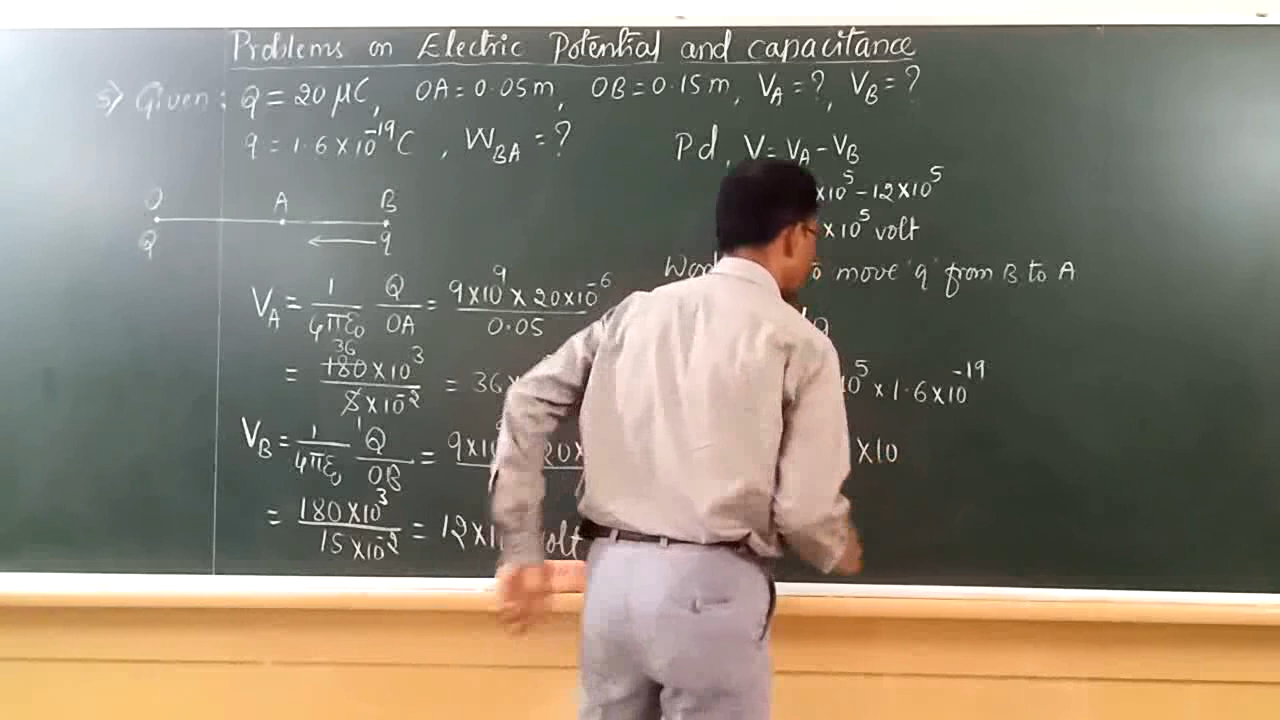 Problems on Electric Potential and capacitance
5) Given: Q = 20 μC, OA = 0.05m, OB = 0.15m, V_A = ?, V_B = ?
q = 1.6×10^-19 C , W_BA = ?
O A B
Q q
V_A = 1/4πε₀ Q/OA = 9×10^9 × 20×10^-6 / 0.05
= 180×10^3 / 5×10^-2 = 36
36
V_B = 1/4πε₀ Q/OB = 9×10 20×
= 180×10^3 / 15×10^-2 = 12×1 volt
Pd, V = V_A - V_B
×10^5 - 12×10^5
×10^5 volt
move 'q' from B to A
10^5 × 1.6×10^-19
×10